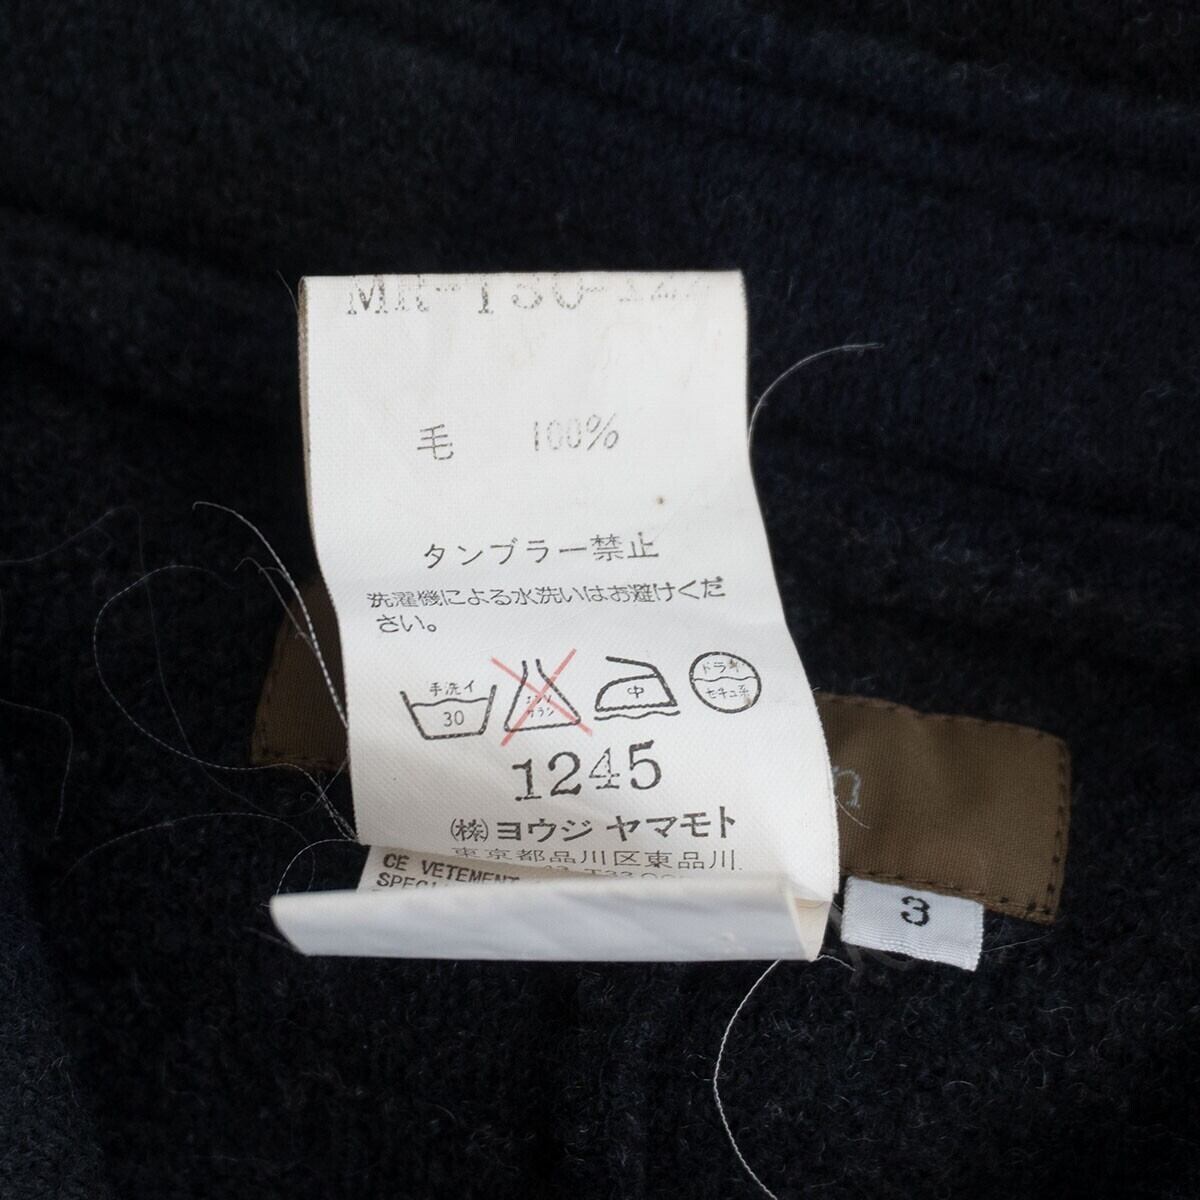 毛 100%
タンブラー禁止
洗濯機による水洗いはお避けくだ
さい。
手洗イ
30
中
ドライ
セキユ系
1245
(株)ヨウジ ヤマモト
東京都品川区東品川
CE VETEMENT
3